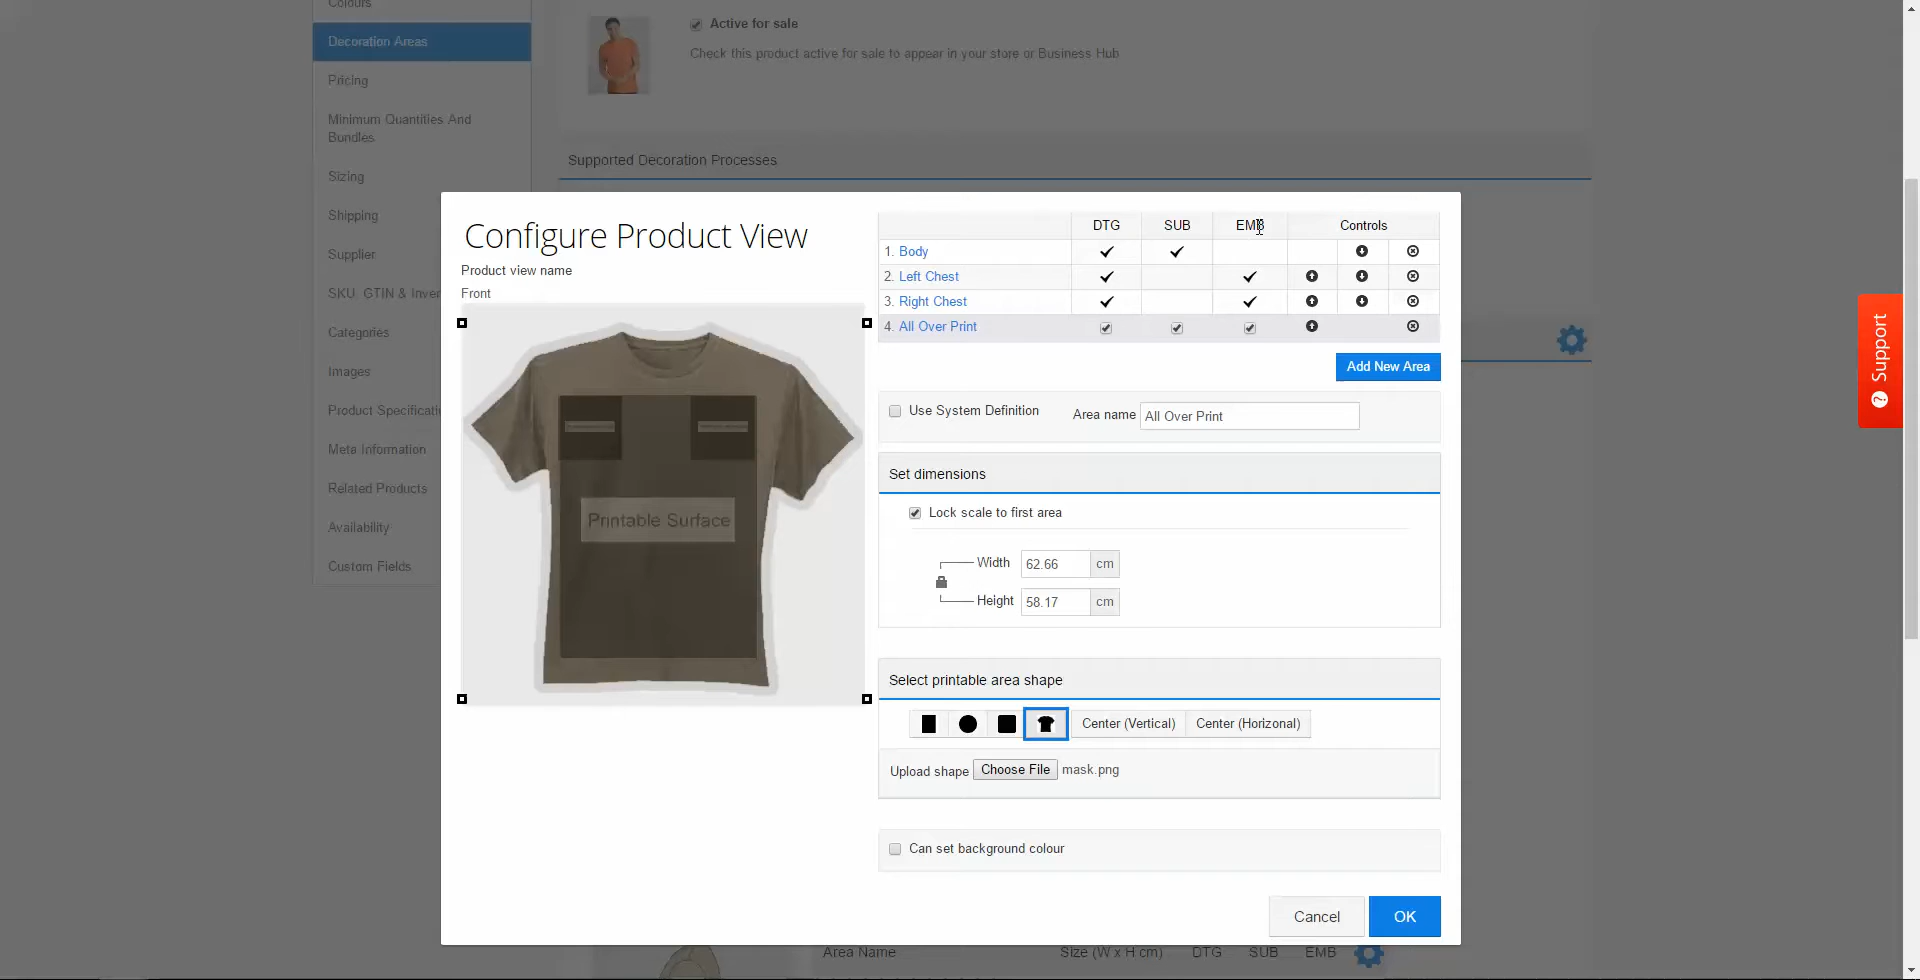 Colours
Decoration Areas
Pricing
Minimum Quantities And
Bundles
Sizing
Shipping
Supplier
SKU, GTIN & Inver
Categories
Images
Product Specificati
Meta Information
Related Products
Availability
Custom Fields
Active for sale
Check this product active for sale to appear in your store or Business Hub
Supported Decoration Processes
Configure Product View
Product view name
Front
Printable Surface
DTG SUB EMB Controls
1. Body
2. Left Chest
3. Right Chest
4. All Over Print
Add New Area
Use System Definition Area name All Over Print
Set dimensions
Lock scale to first area
Width 62.66 cm
Height 58.17 cm
Select printable area shape
Center (Vertical) Center (Horizonal)
Upload shape Choose File mask.png
Can set background colour
Cancel OK
Area Name Size (W x H cm) DTG SUB EMB
? Support